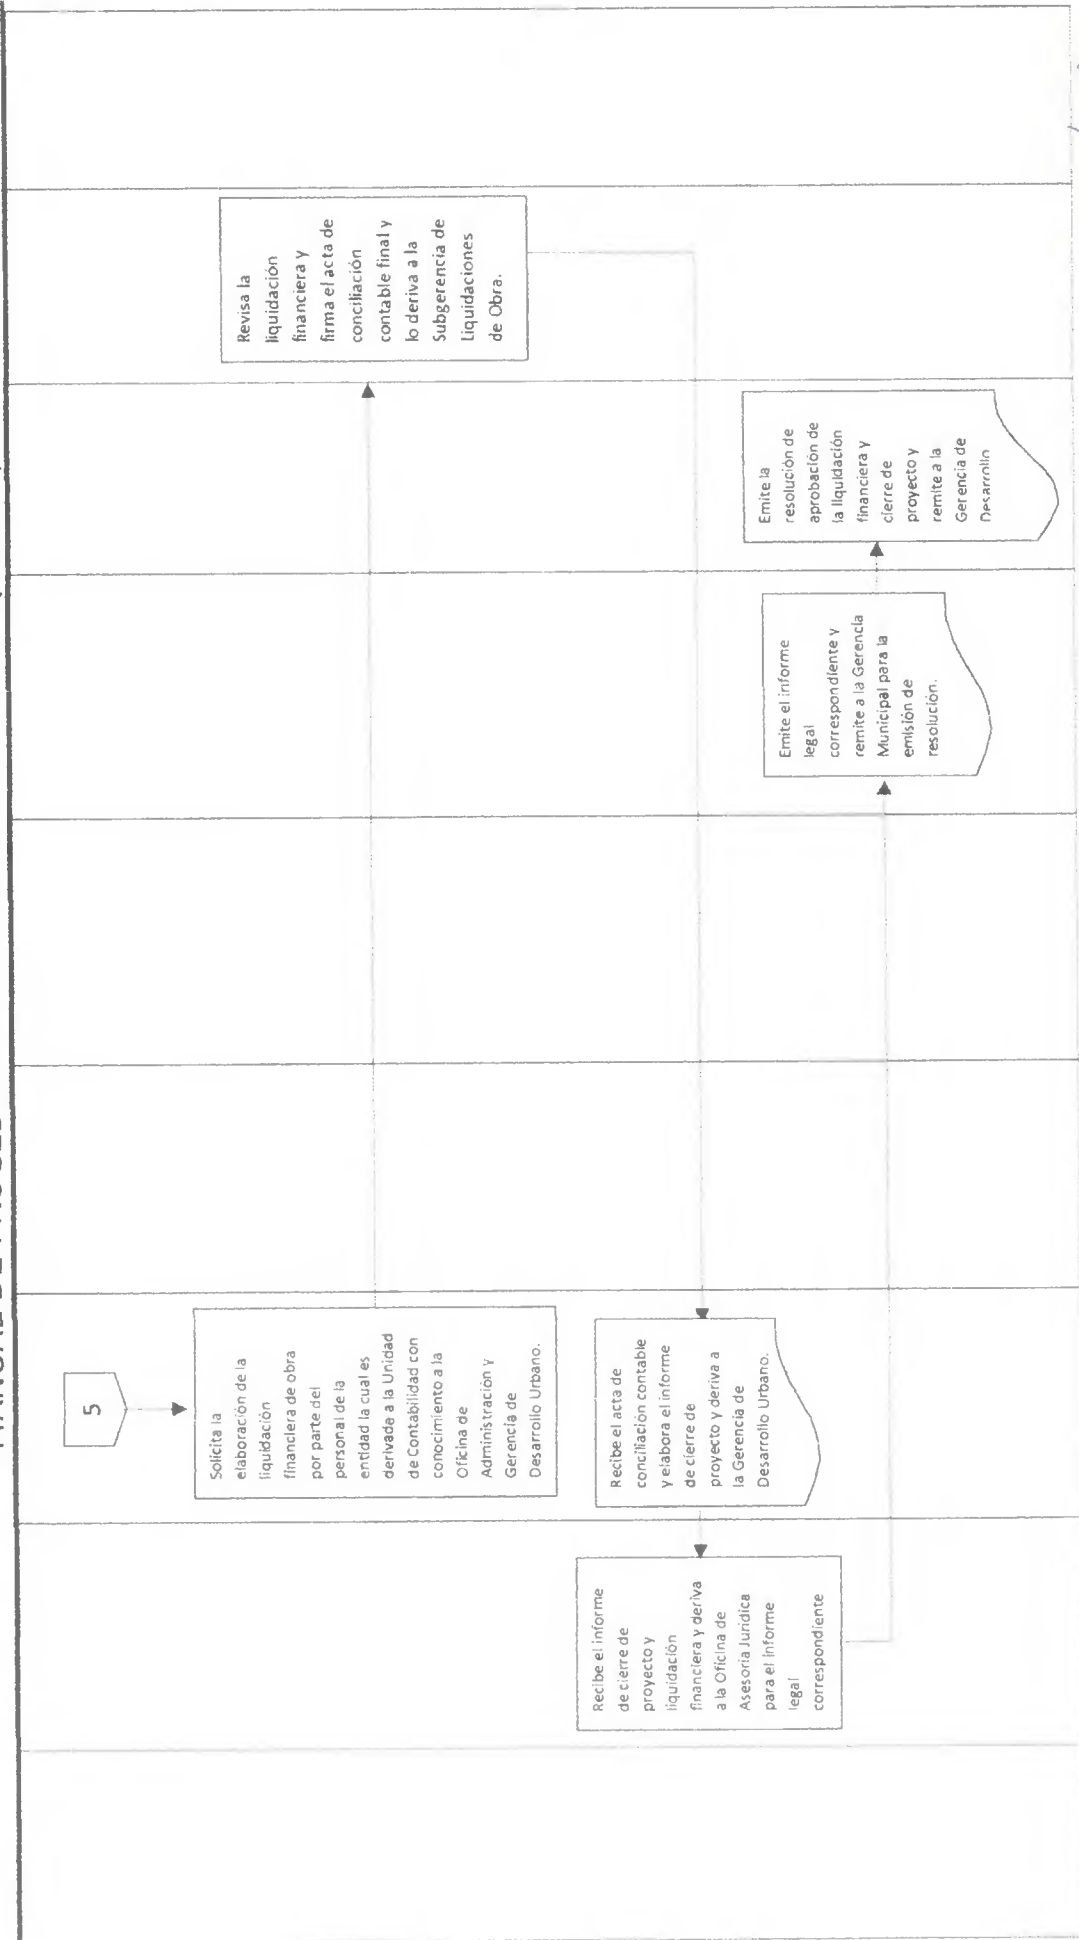 5
Solicita la
elaboración de la
liquidación
financiera de obra
por parte del
personal de la
entidad la cual es
derivada a la Unidad
de Contabilidad con
conocimiento a la
Oficina de
Administración y
Gerencia de
Desarrollo Urbano.
Revisa la
liquidación
financiera y
firma el acta de
conciliación
contable final y
lo deriva a la
Subgerencia de
Liquidaciones
de Obra.
Recibe el acta de
conciliación contable
y elabora el informe
de cierre de
proyecto y deriva a
la Gerencia de
Desarrollo Urbano.
Recibe el informe
de cierre de
proyecto y
liquidación
financiera y deriva
a la Oficina de
Asesoría Juridica
para el informe
legal
correspondiente
Emite el informe
legal
correspondiente y
remite a la Gerencia
Municipal para la
emisión de
resolución.
Emite la
resolución de
aprobación de
la liquidación
financiera y
cierre de
proyecto y
remite a la
Gerencia de
Desarrollo